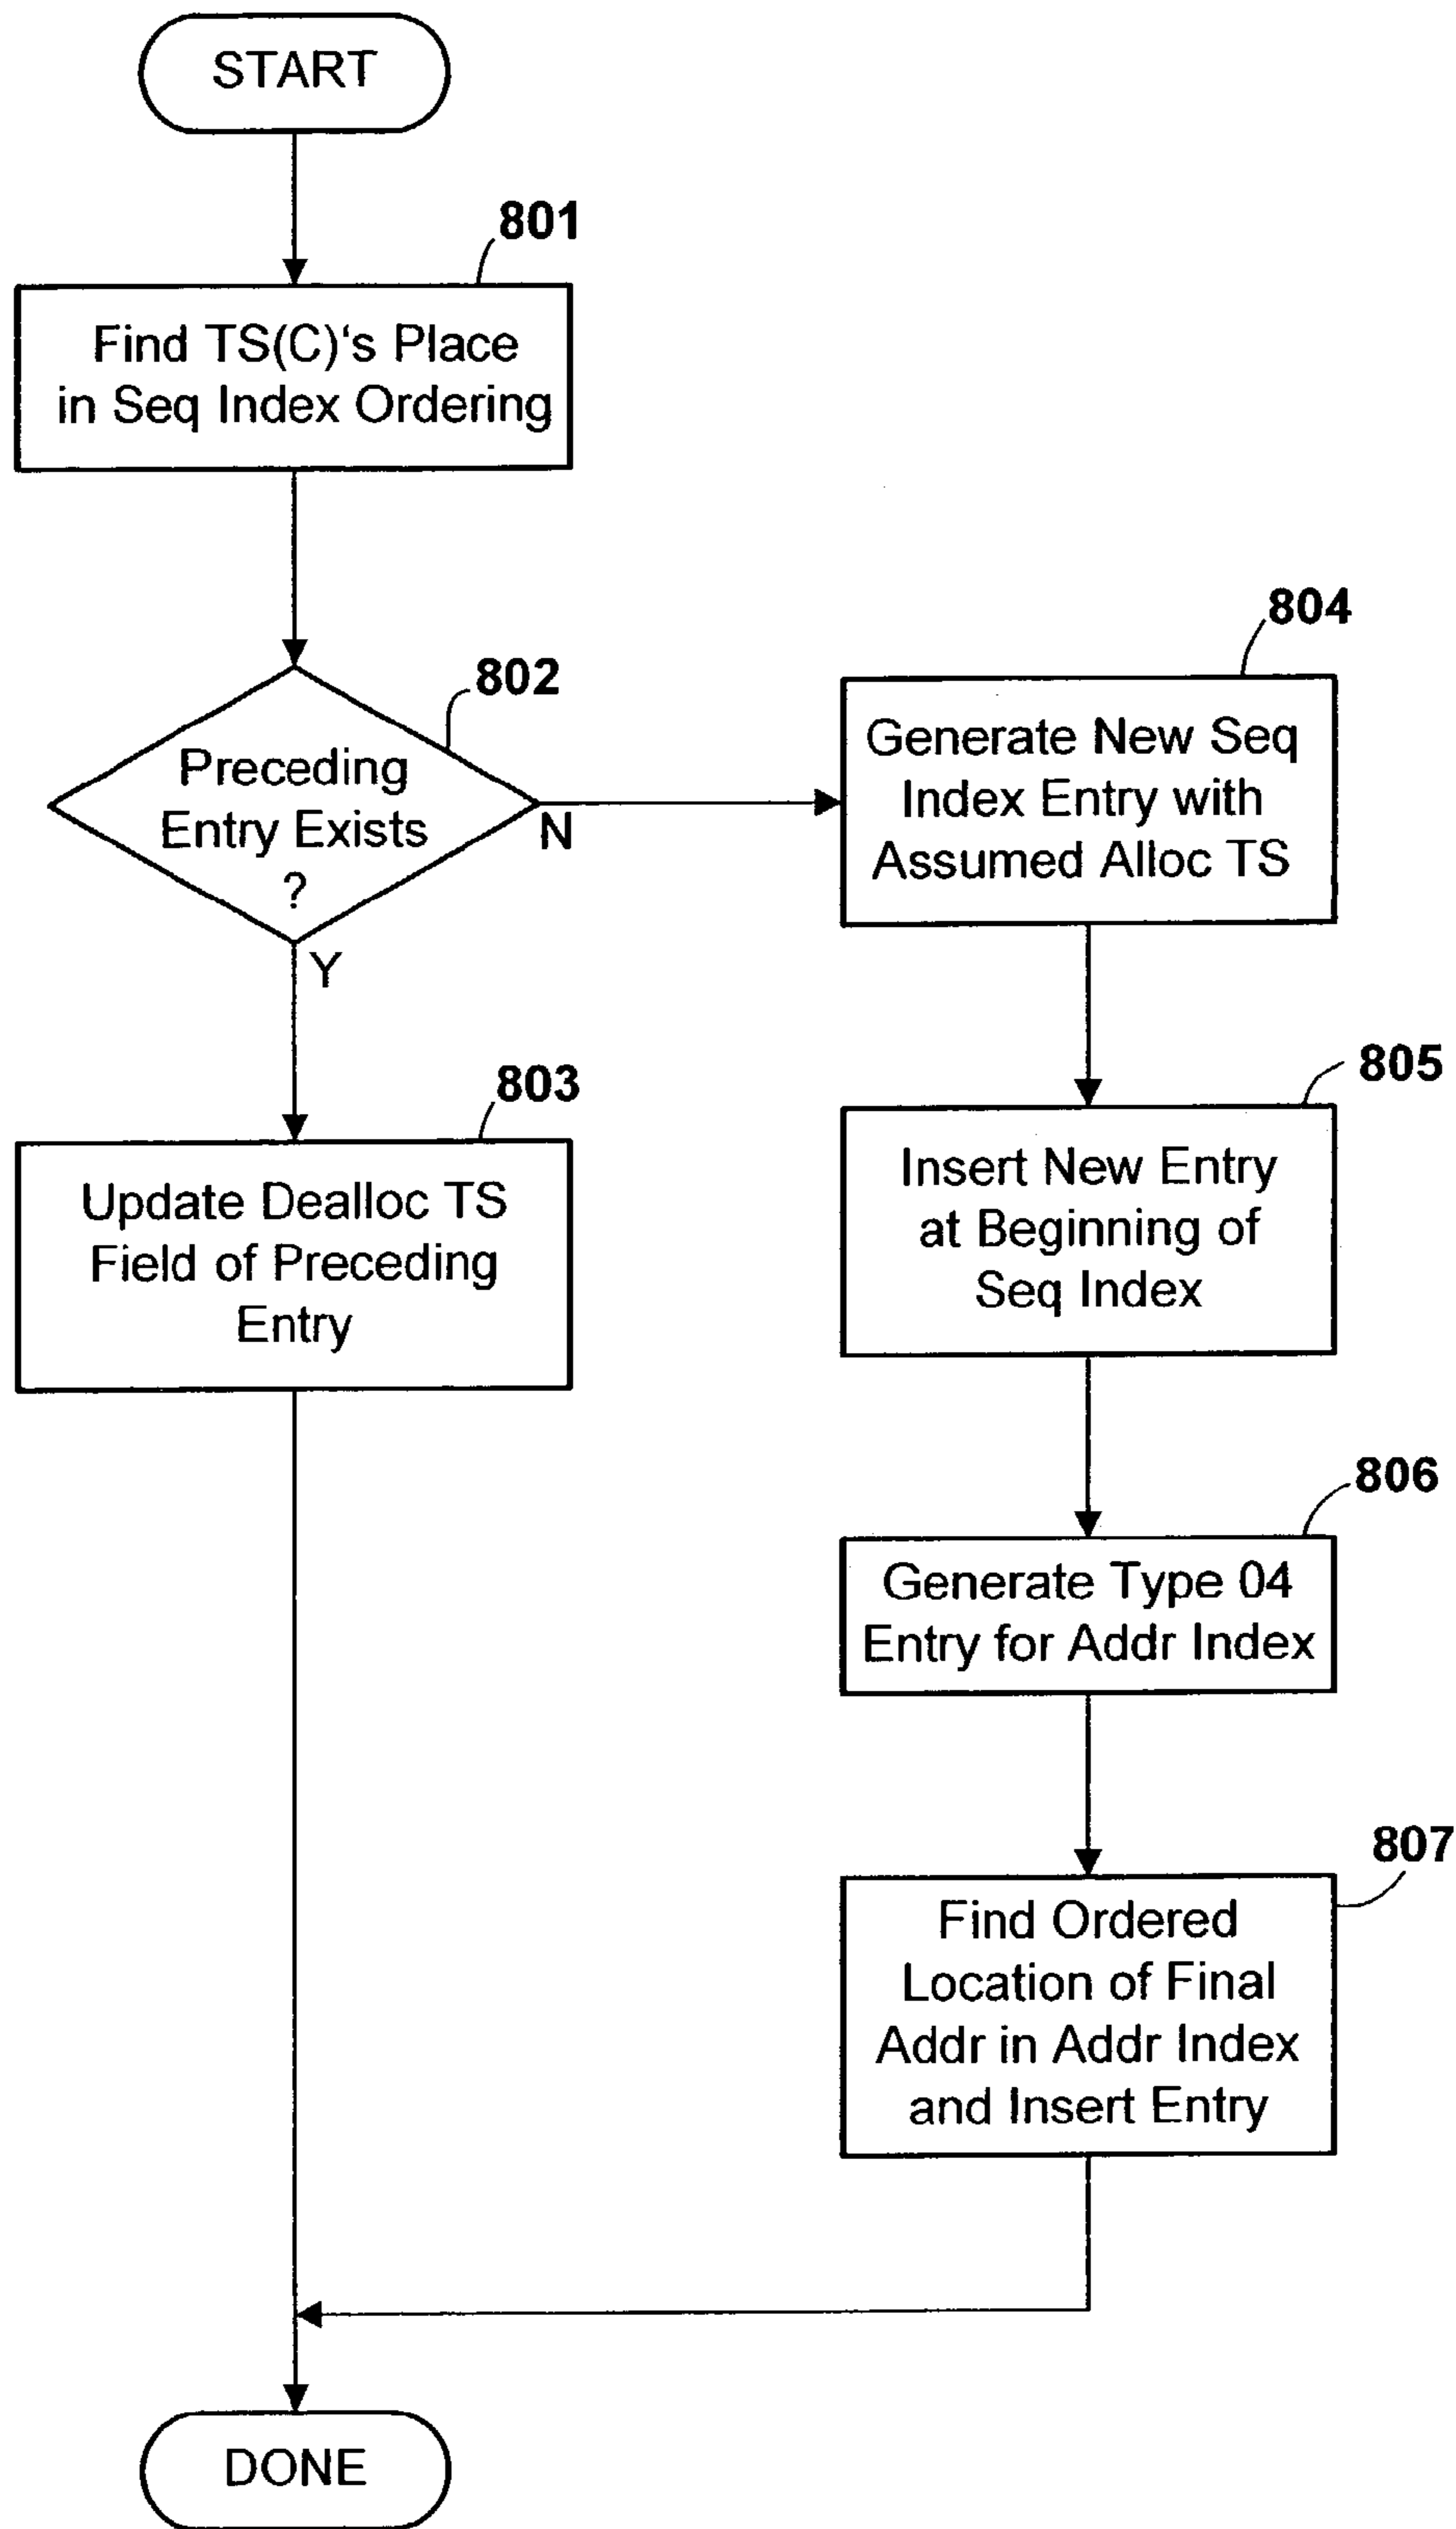 START
801
Find TS(C)‘s Place
in Seq Index Ordering
802
Preceding
Entry Exists
?
N
Y
803
Update Dealloc TS
Field of Preceding
Entry
804
Generate New Seq
Index Entry with
Assumed Alloc TS
805
Insert New Entry
at Beginning of
Seq Index
806
Generate Type 04
Entry for Addr Index
807
Find Ordered
Location of Final
Addr in Addr Index
and Insert Entry
DONE